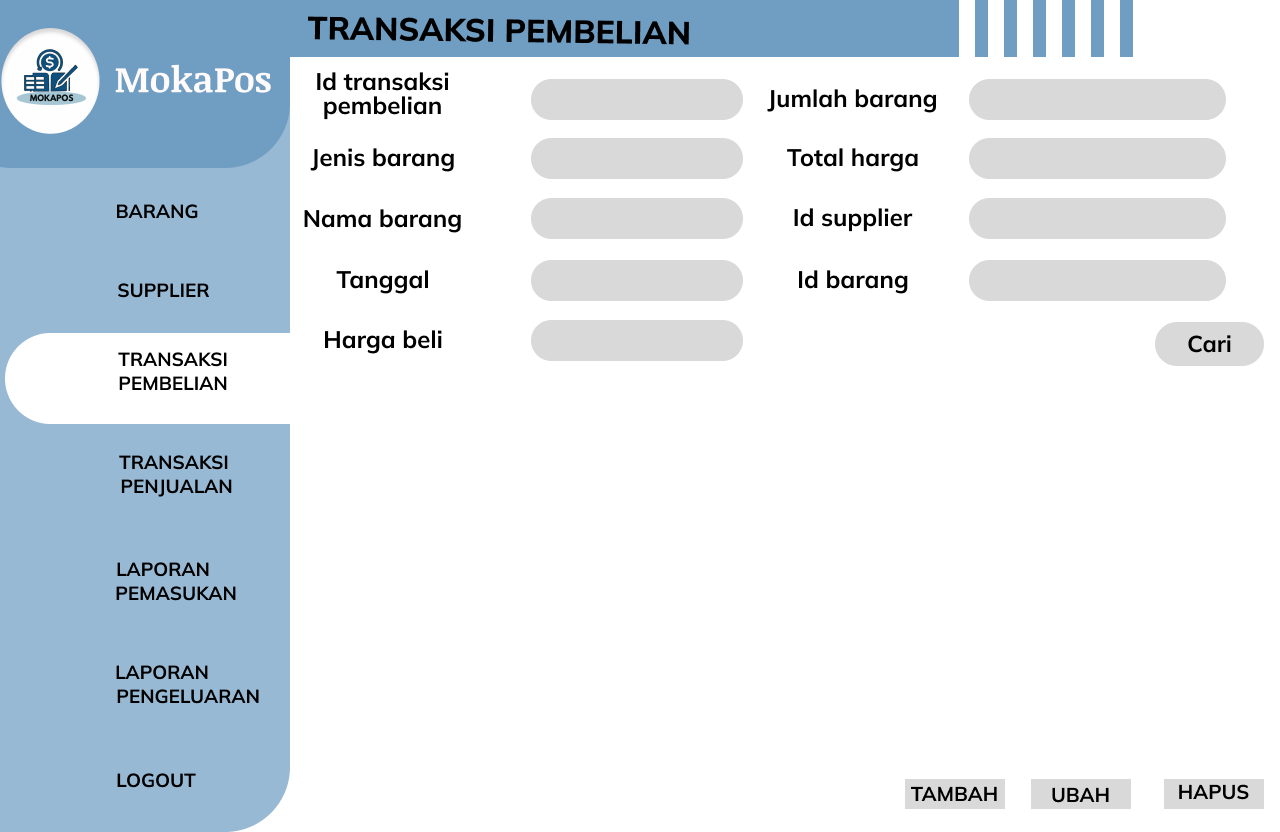 TRANSAKSI PEMBELIAN
MOKAPOS
MokaPos
BARANG
SUPPLIER
TRANSAKSI
PEMBELIAN
TRANSAKSI
PENJUALAN
LAPORAN
PEMASUKAN
LAPORAN
PENGELUARAN
LOGOUT
Id transaksi
pembelian
Jenis barang
Nama barang
Tanggal
Harga beli
Jumlah barang
Total harga
Id supplier
Id barang
Cari
TAMBAH
UBAH
HAPUS